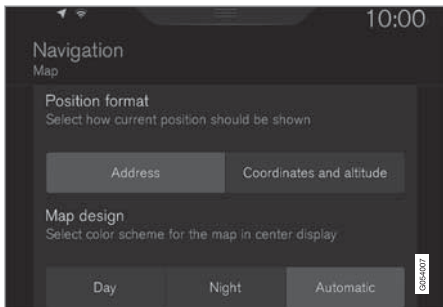 10:00
Navigation
Map
Position format
Select how current position should be shown
Address Coordinates and altitude
Map design
Select color scheme for the map in center display
Day Night Automatic
G054007